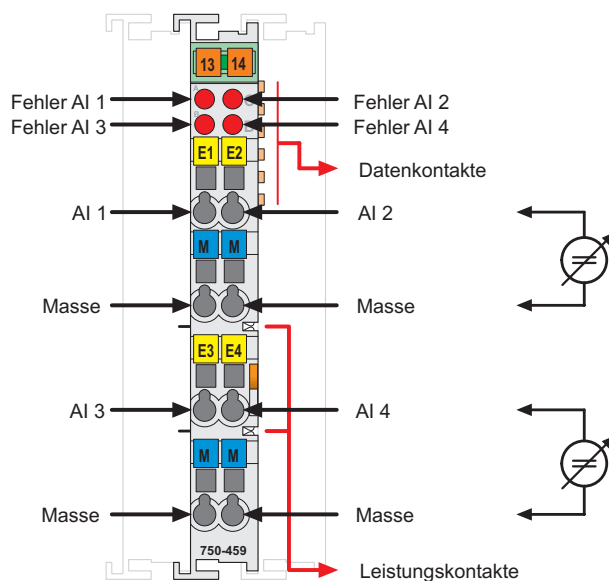 13 14
A C
Fehler AI 1 Fehler AI 2
B D
Fehler AI 3 Fehler AI 4
E1 E2
Datenkontakte
AI 1 AI 2
M M
Masse Masse
E3 E4
AI 3 AI 4
M M
Masse Masse
750-459
Leistungskontakte